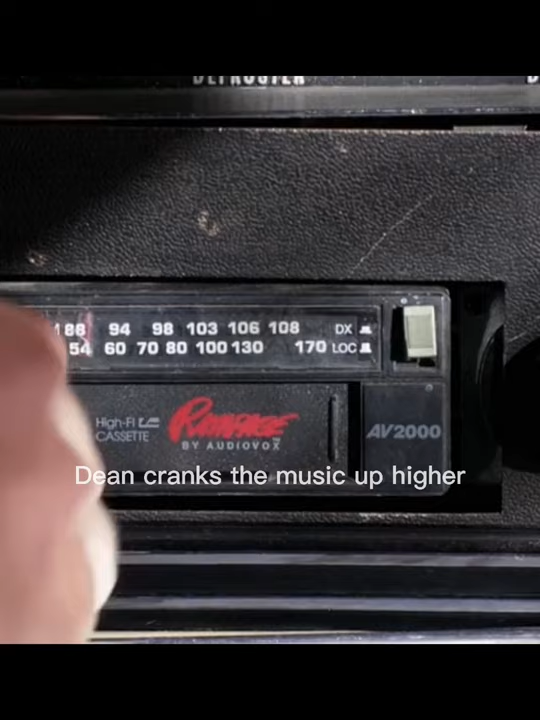 DEFROSTER
88 94 98 103 106 108 DX
54 60 70 80 100 130 170 LOC
High-Fi
CASSETTE
RAMPAGE
BY AUDIOVOX
AV2000
Dean cranks the music up higher